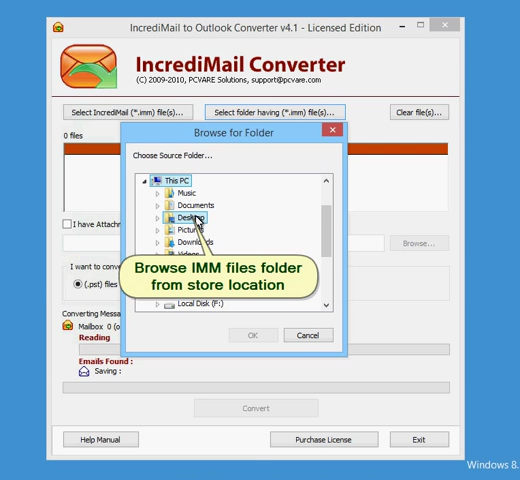 IncrediMail to Outlook Converter v4.1 - Licensed Edition
IncrediMail Converter
(C) 2009-2010, PCVARE Solutions, support@pcvare.com
Select IncrediMail (*.imm) file(s)...
Select folder having (*.imm) file(s)...
Clear file(s)...
0 files
Browse for Folder
Choose Source Folder...
This PC
Music
Documents
Desktop
Pictures
Downloads
Browse IMM files folder
from store location
Local Disk (F:)
OK
Cancel
I have Attachm
Browse...
I want to conve
(.pst) files
Converting Messa
Mailbox 0 (o
Reading
Emails Found :
Saving :
Convert
Help Manual
Purchase License
Exit
Windows 8.